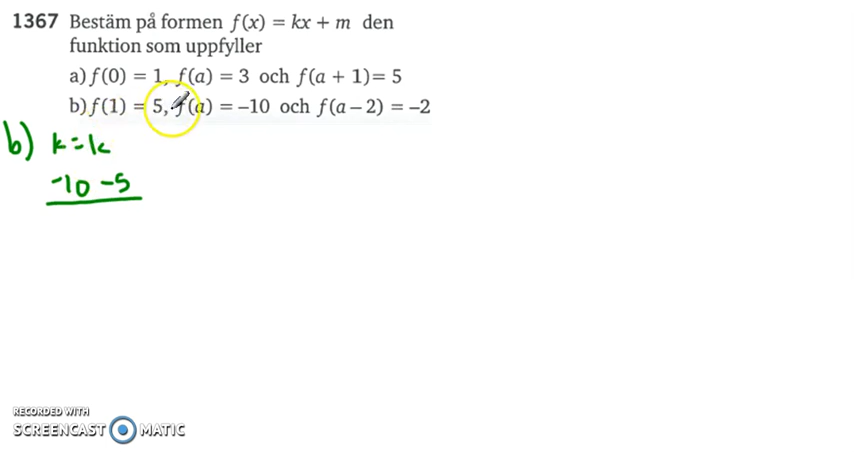 1367 Bestäm på formen f(x) = kx + m den
funktion som uppfyller
a) f(0) = 1, f(a) = 3 och f(a + 1) = 5
b) f(1) = 5, f(a) = –10 och f(a – 2) = –2
b) k = k
-10 -5
RECORDED WITH
SCREENCAST MATIC